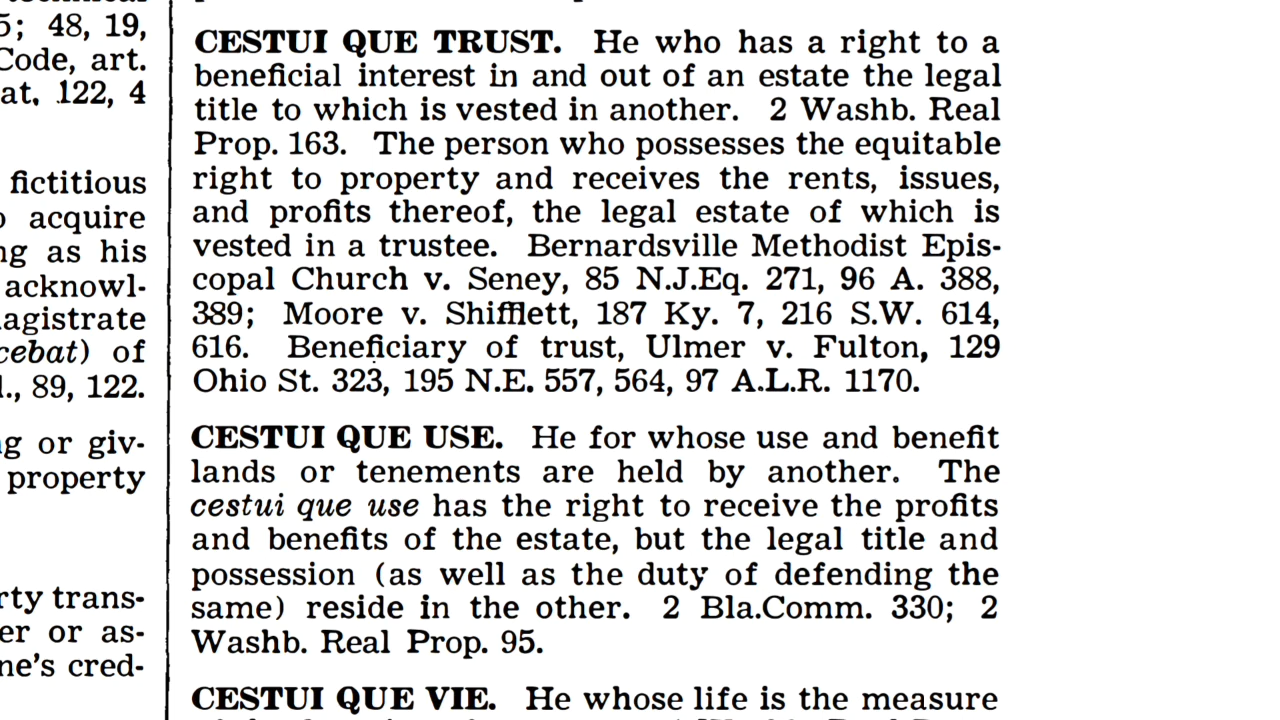 5; 48, 19,
Code, art.
at. 122, 4
fictitious
acquire
as his
acknowl-
agistrate
cebat) of
., 89, 122.
or giv-
property
trans-
er or as-
ne's cred-
CESTUI QUE TRUST. He who has a right to a
beneficial interest in and out of an estate the legal
title to which is vested in another. 2 Washb. Real
Prop. 163. The person who possesses the equitable
right to property and receives the rents, issues,
and profits thereof, the legal estate of which is
vested in a trustee. Bernardsville Methodist Epis-
copal Church v. Seney, 85 N.J.Eq. 271, 96 A. 388,
389; Moore v. Shifflett, 187 Ky. 7, 216 S.W. 614,
616. Beneficiary of trust, Ulmer v. Fulton, 129
Ohio St. 323, 195 N.E. 557, 564, 97 A.L.R. 1170.
CESTUI QUE USE. He for whose use and benefit
lands or tenements are held by another. The
cestui que use has the right to receive the profits
and benefits of the estate, but the legal title and
possession (as well as the duty of defending the
same) reside in the other. 2 Bla.Comm. 330; 2
Washb. Real Prop. 95.
CESTUI QUE VIE. He whose life is the measure